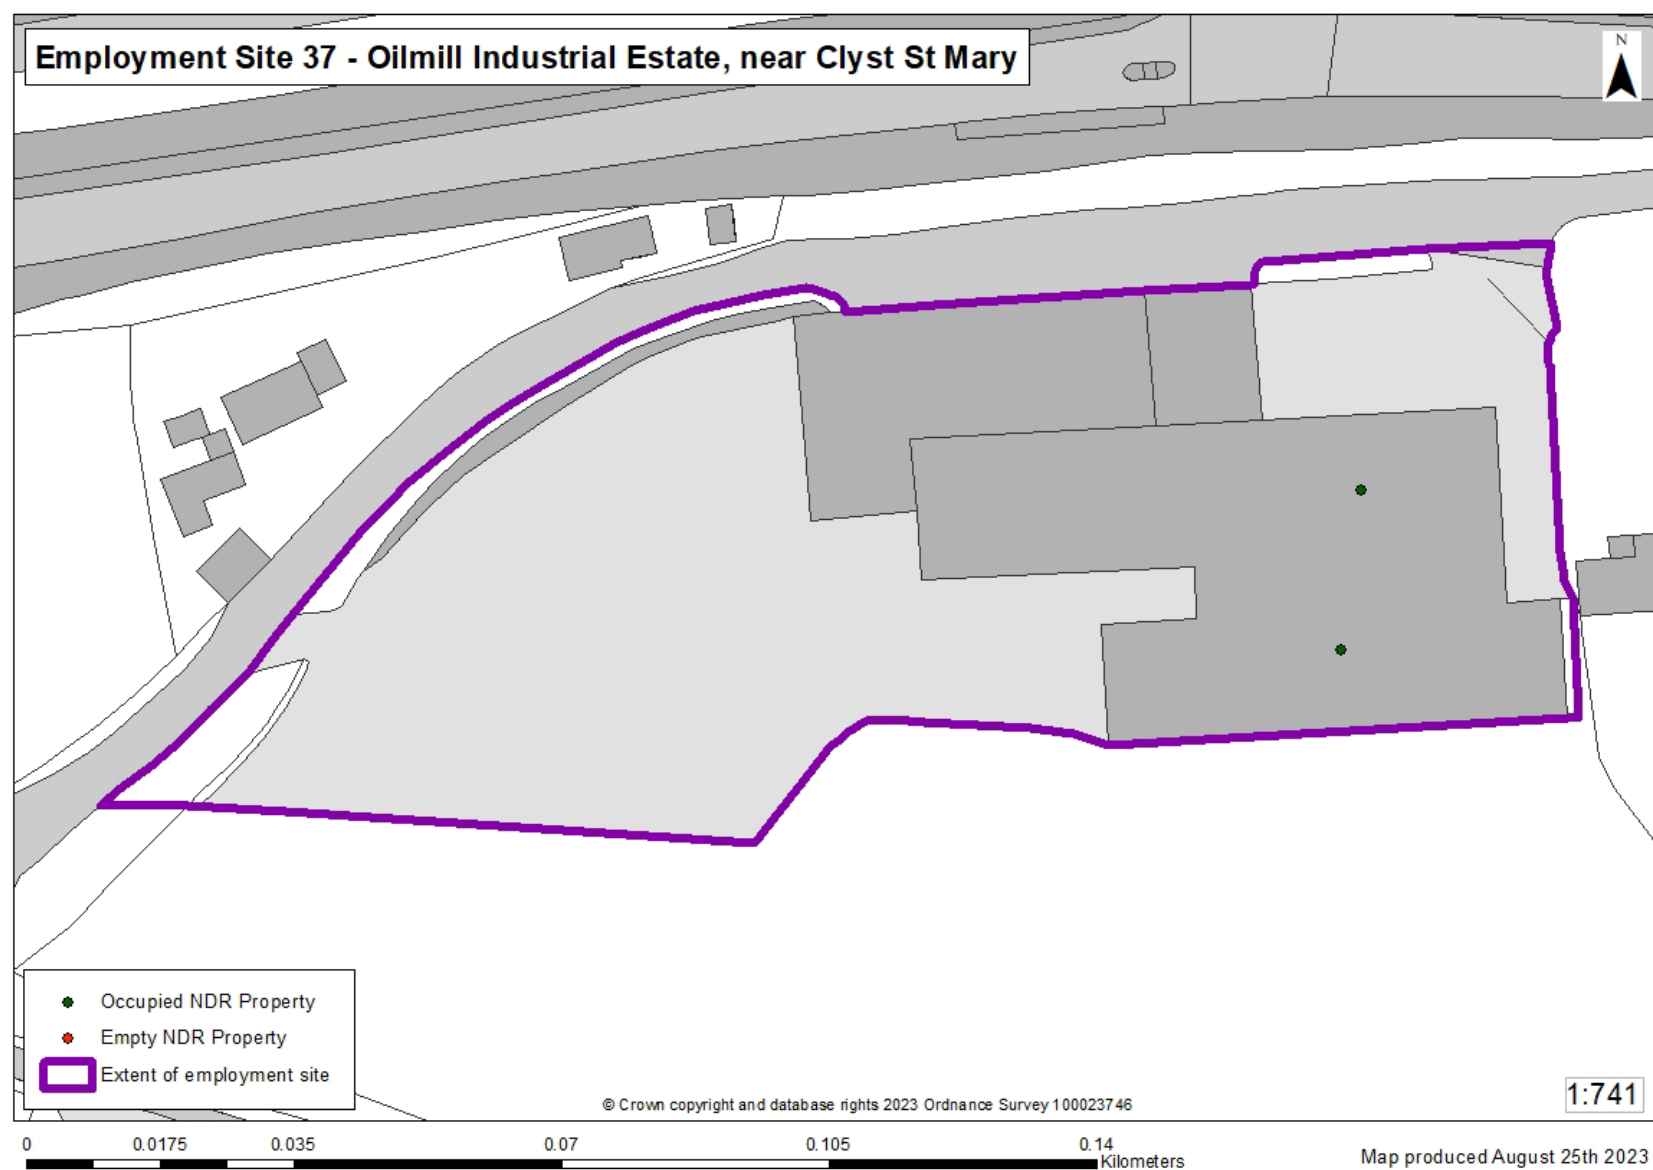 Employment Site 37 - Oilmill Industrial Estate, near Clyst St Mary
N
Occupied NDR Property
Empty NDR Property
Extent of employment site
© Crown copyright and database rights 2023 Ordnance Survey 100023746
1:741
0 0.0175 0.035 0.07 0.105 0.14
Kilometers
Map produced August 25th 2023